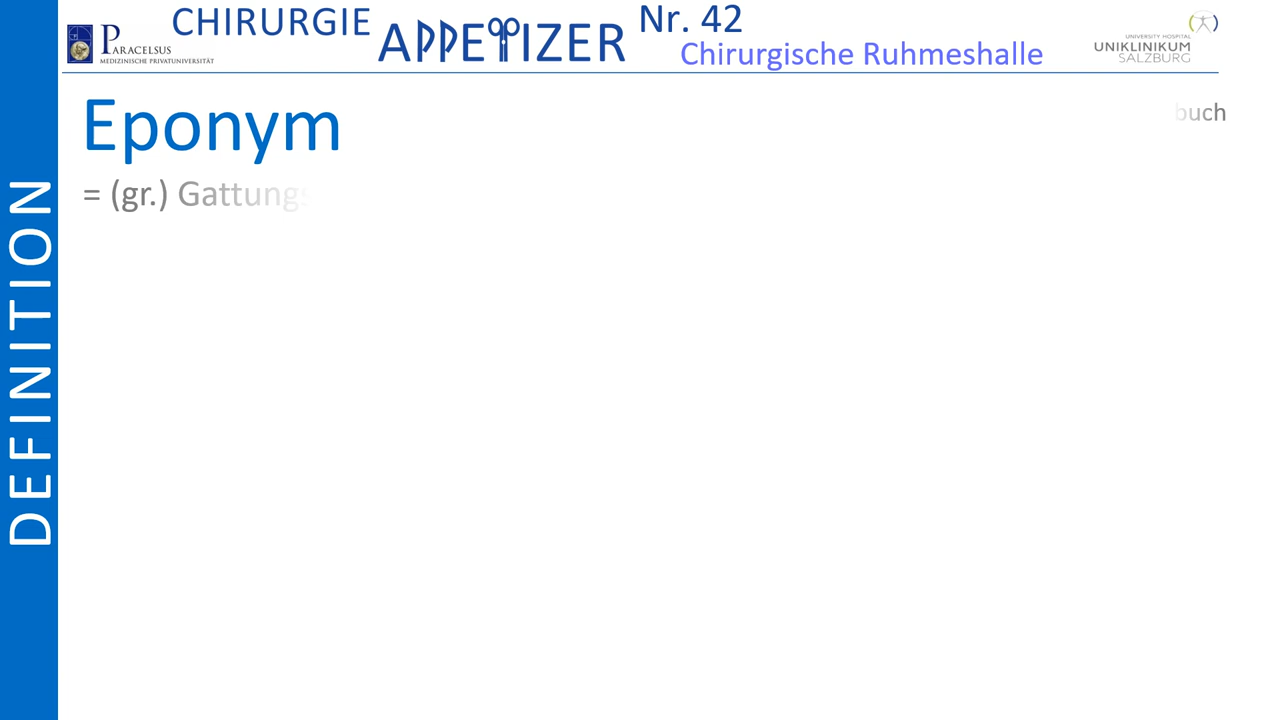 CHIRURGIE APPETIZER Nr. 42
Chirurgische Ruhmeshalle
PARACELSUS
MEDIZINISCHE PRIVATUNIVERSITÄT
UNIVERSITY HOSPITAL
UNIKLINIKUM
SALZBURG
DEFINITION
Eponym
buch
= (gr.) Gattungs